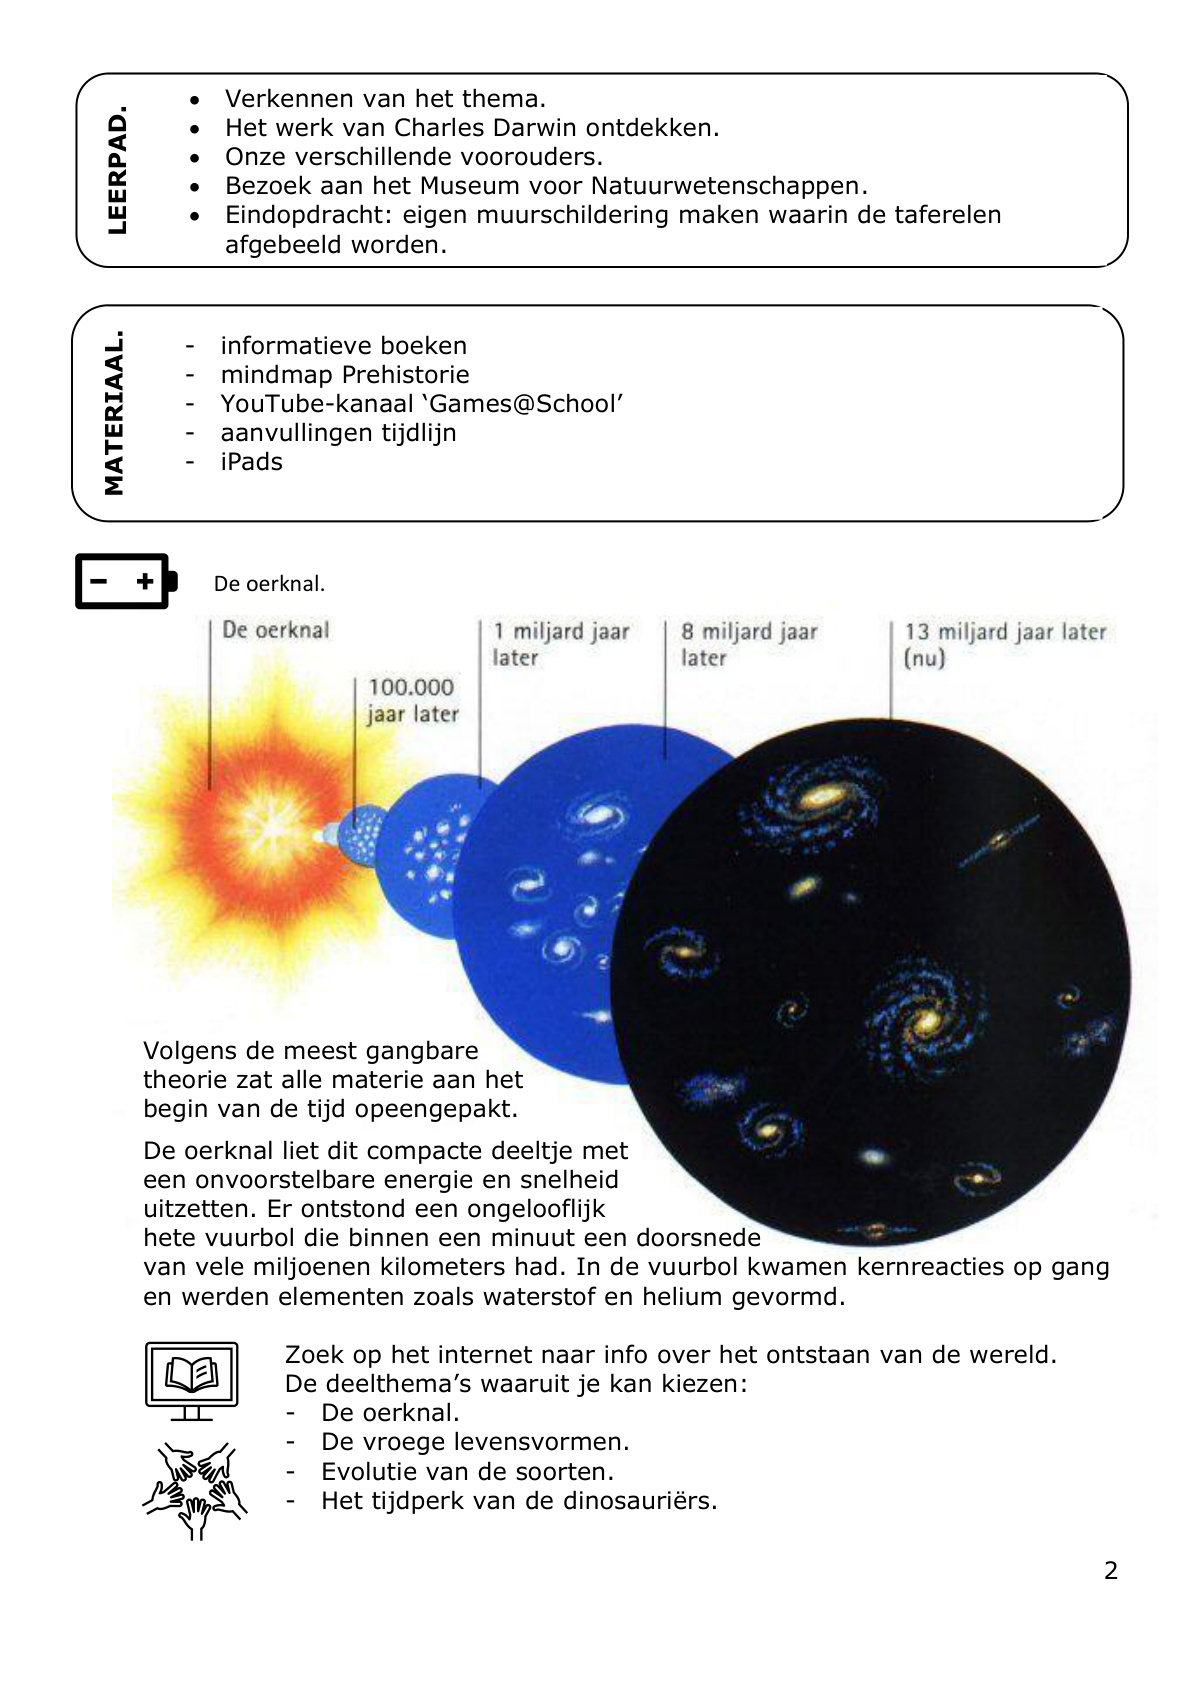 LEERPAD.
• Verkennen van het thema.
• Het werk van Charles Darwin ontdekken.
• Onze verschillende voorouders.
• Bezoek aan het Museum voor Natuurwetenschappen.
• Eindopdracht: eigen muurschildering maken waarin de taferelen
afgebeeld worden.
MATERIAAL.
- informatieve boeken
- mindmap Prehistorie
- YouTube-kanaal ‘Games@School’
- aanvullingen tijdlijn
- iPads
De oerknal.
De oerknal
100.000
jaar later
1 miljard jaar
later
8 miljard jaar
later
13 miljard jaar later
(nu)
Volgens de meest gangbare
theorie zat alle materie aan het
begin van de tijd opeengepakt.
De oerknal liet dit compacte deeltje met
een onvoorstelbare energie en snelheid
uitzetten. Er ontstond een ongelooflijk
hete vuurbol die binnen een minuut een doorsnede
van vele miljoenen kilometers had. In de vuurbol kwamen kernreacties op gang
en werden elementen zoals waterstof en helium gevormd.
Zoek op het internet naar info over het ontstaan van de wereld.
De deelthema’s waaruit je kan kiezen:
- De oerknal.
- De vroege levensvormen.
- Evolutie van de soorten.
- Het tijdperk van de dinosauriërs.
2